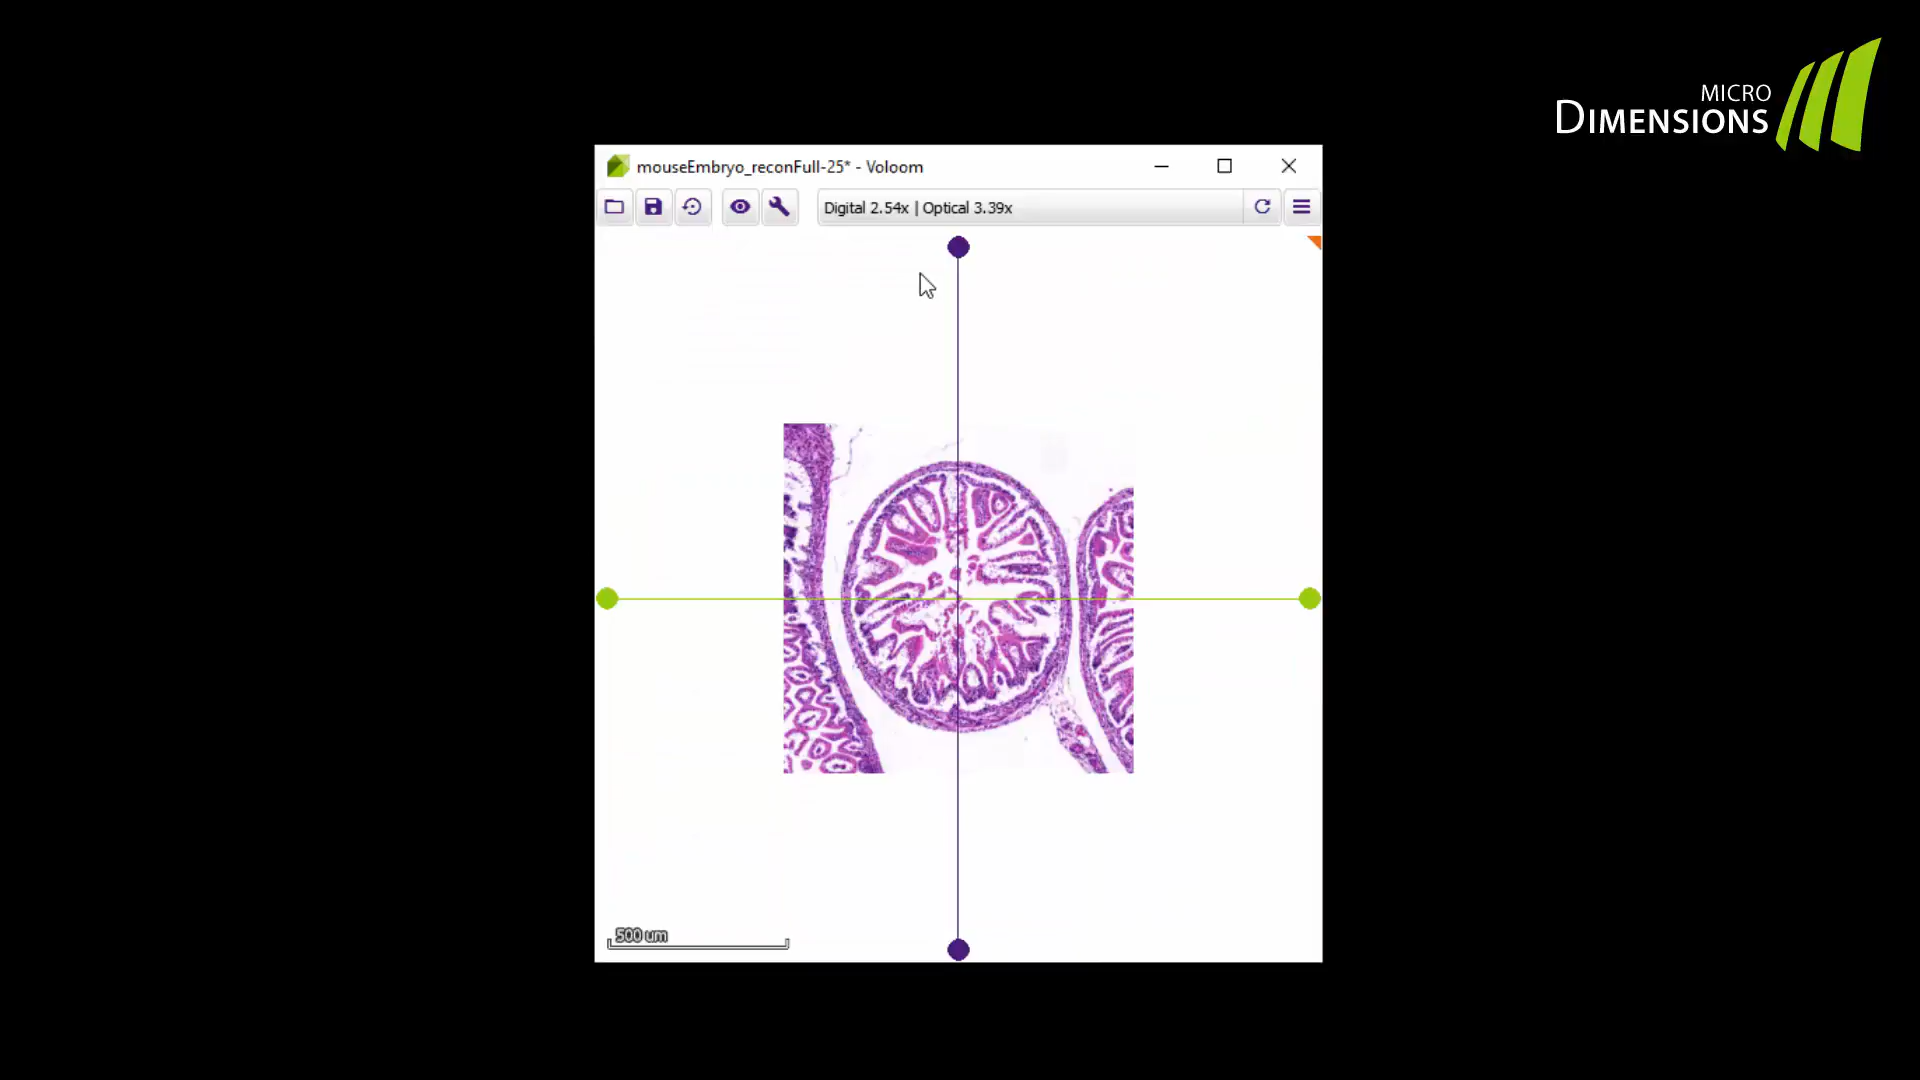 MICRO
DIMENSIONS
mouseEmbryo_reconFull-25* - Voloom
Digital 2.54x | Optical 3.39x
500 um